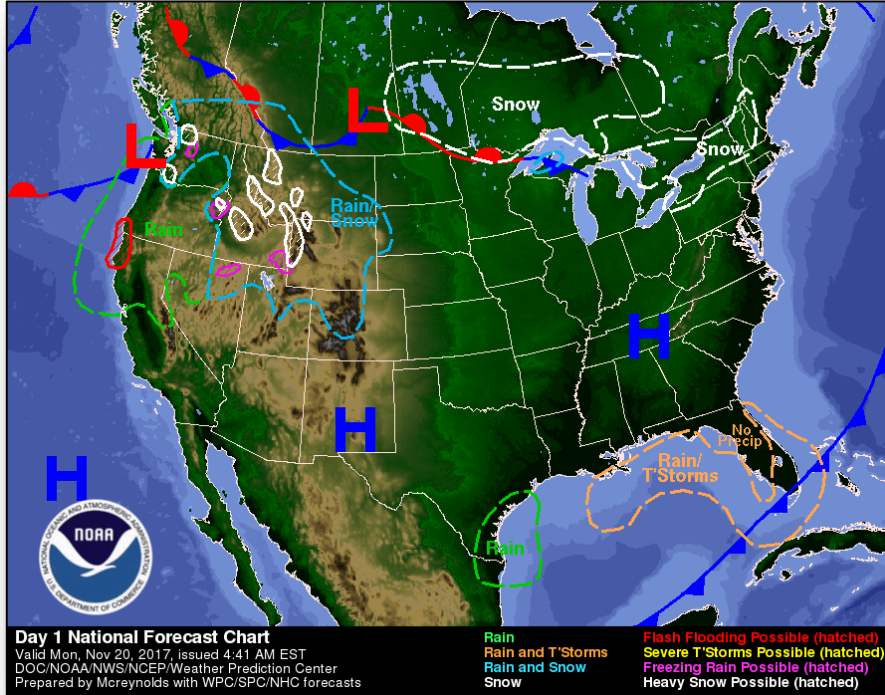 Snow
Snow
L
L
Rain/
Snow
Rain
H
H
H
No
Precip
Rain/
T'Storms
Rain
NATIONAL OCEANIC AND ATMOSPHERIC ADMINISTRATION
NOAA
U.S. DEPARTMENT OF COMMERCE
Day 1 National Forecast Chart
Valid Mon, Nov 20, 2017, issued 4:41 AM EST
DOC/NOAA/NWS/NCEP/Weather Prediction Center
Prepared by Mcreynolds with WPC/SPC/NHC forecasts
Rain
Rain and T'Storms
Rain and Snow
Snow
Flash Flooding Possible (hatched)
Severe T'Storms Possible (hatched)
Freezing Rain Possible (hatched)
Heavy Snow Possible (hatched)